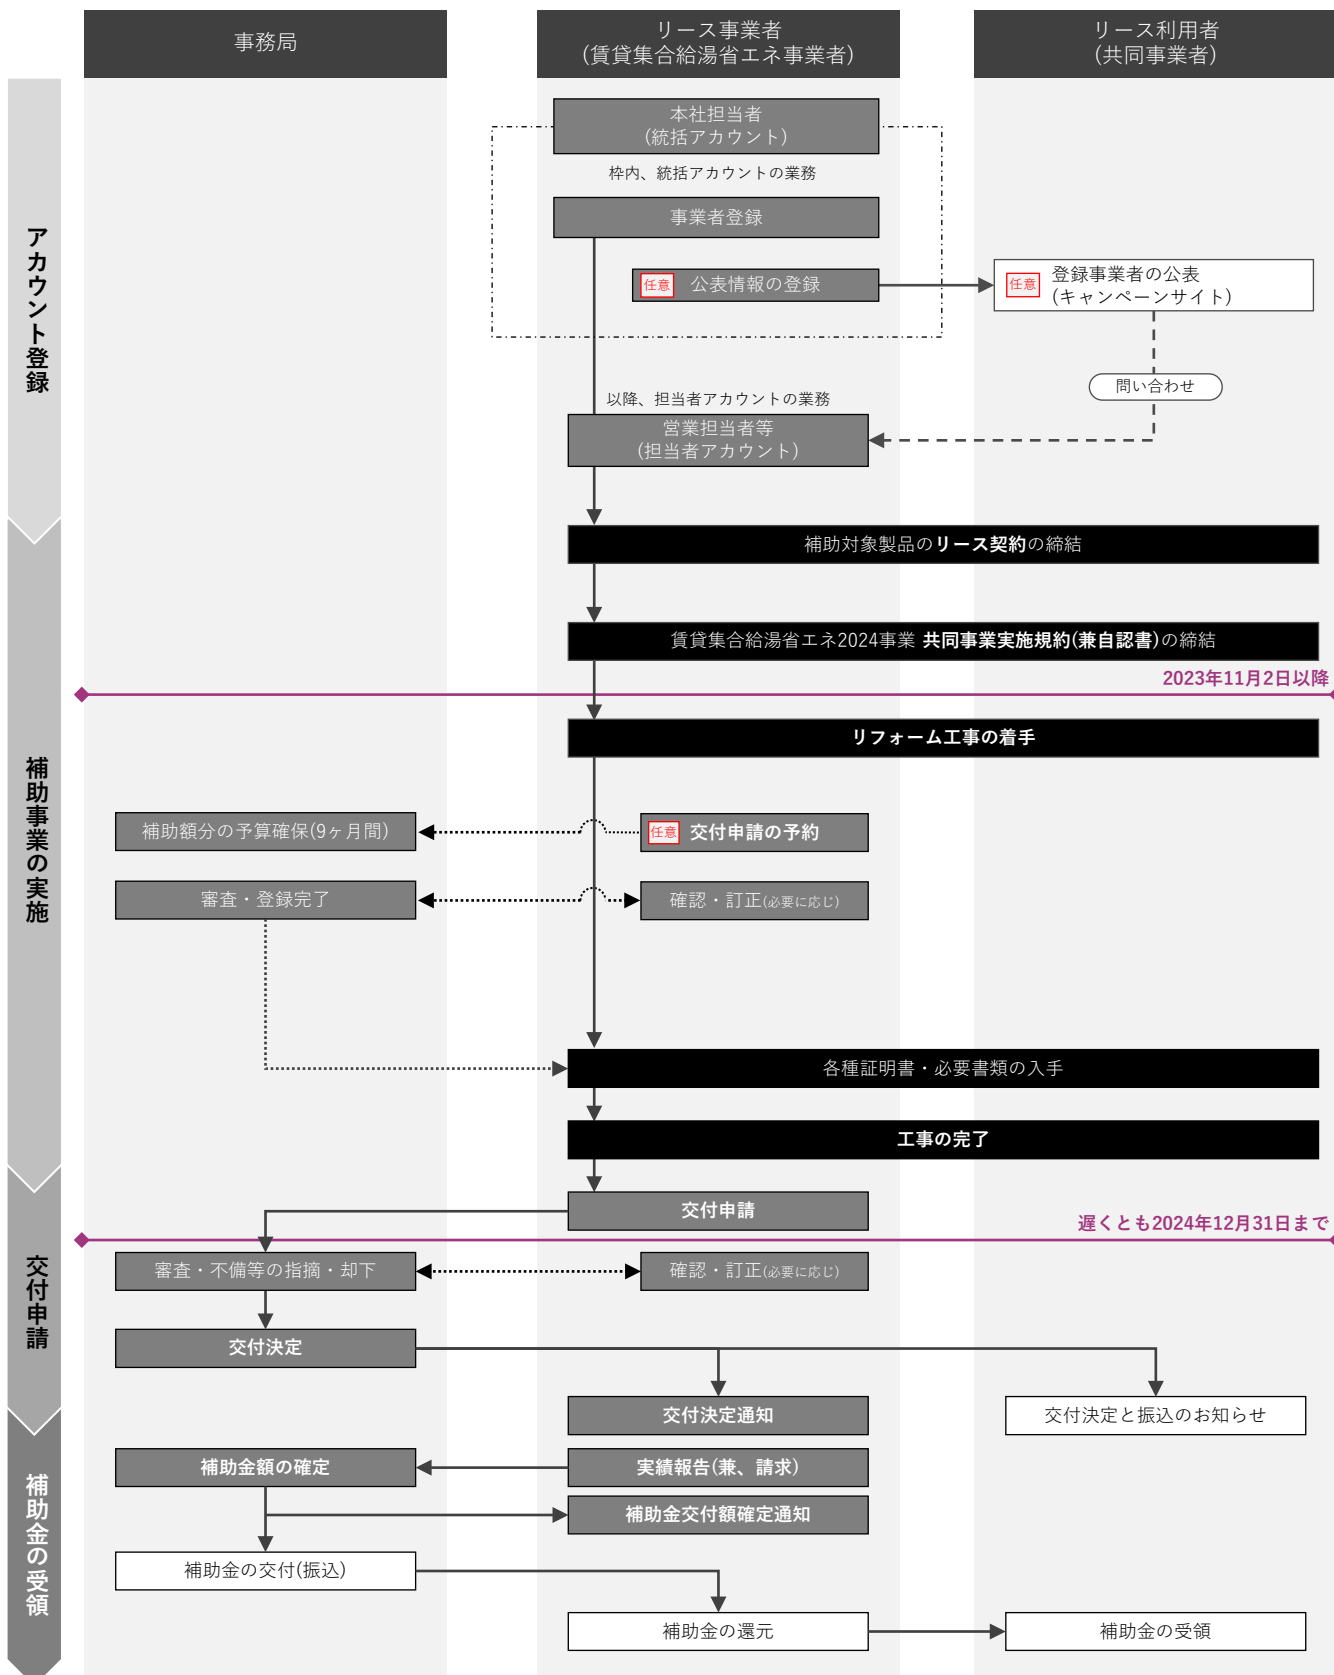 事務局
リース事業者
(賃貸集合給湯省エネ事業者)
リース利用者
(共同事業者)
アカウント登録
本社担当者
(統括アカウント)
枠内、統括アカウントの業務
事業者登録
任意 公表情報の登録
任意 登録事業者の公表
(キャンペーンサイト)
問い合わせ
以降、担当者アカウントの業務
営業担当者等
(担当者アカウント)
補助事業の実施
補助対象製品のリース契約の締結
賃貸集合給湯省エネ2024事業 共同事業実施規約(兼自認書)の締結
2023年11月2日以降
リフォーム工事の着手
補助額分の予算確保(9ヶ月間)
任意 交付申請の予約
審査・登録完了
確認・訂正(必要に応じ)
各種証明書・必要書類の入手
工事の完了
交付申請
交付申請
遅くとも2024年12月31日まで
審査・不備等の指摘・却下
確認・訂正(必要に応じ)
交付決定
交付決定通知
交付決定と振込のお知らせ
補助金の受領
補助金額の確定
実績報告(兼、請求)
補助金交付額確定通知
補助金の交付(振込)
補助金の還元
補助金の受領